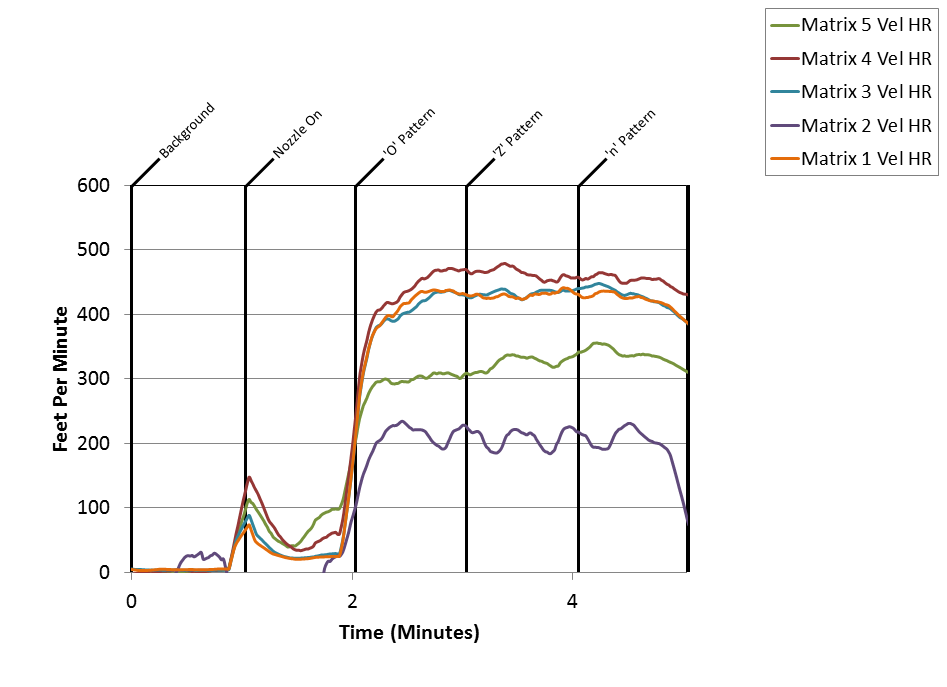 Matrix 5 Vel HR
Matrix 4 Vel HR
Matrix 3 Vel HR
Matrix 2 Vel HR
Matrix 1 Vel HR
Background
Nozzle On
'O' Pattern
'Z' Pattern
'n' Pattern
600
500
400
300
200
100
0
Feet Per Minute
0 2 4
Time (Minutes)